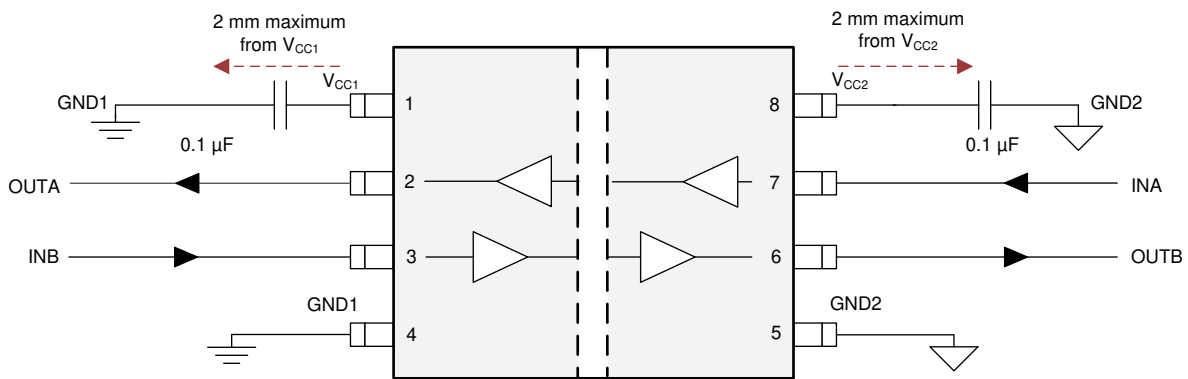 2 mm maximum
from VCC1
2 mm maximum
from VCC2
VCC1
VCC2
GND1
1
8
GND2
0.1 µF
0.1 µF
OUTA
2
7
INA
INB
3
6
OUTB
GND1
GND2
4
5